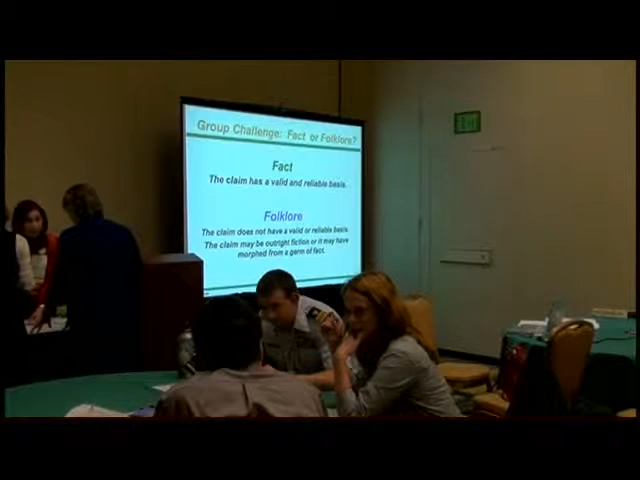 Group Challenge: Fact or Folklore?
Fact
The claim has a valid and reliable basis.
Folklore
The claim does not have a valid or reliable basis.
The claim may be outright fiction or it may have
morphed from a germ of fact.
EXIT